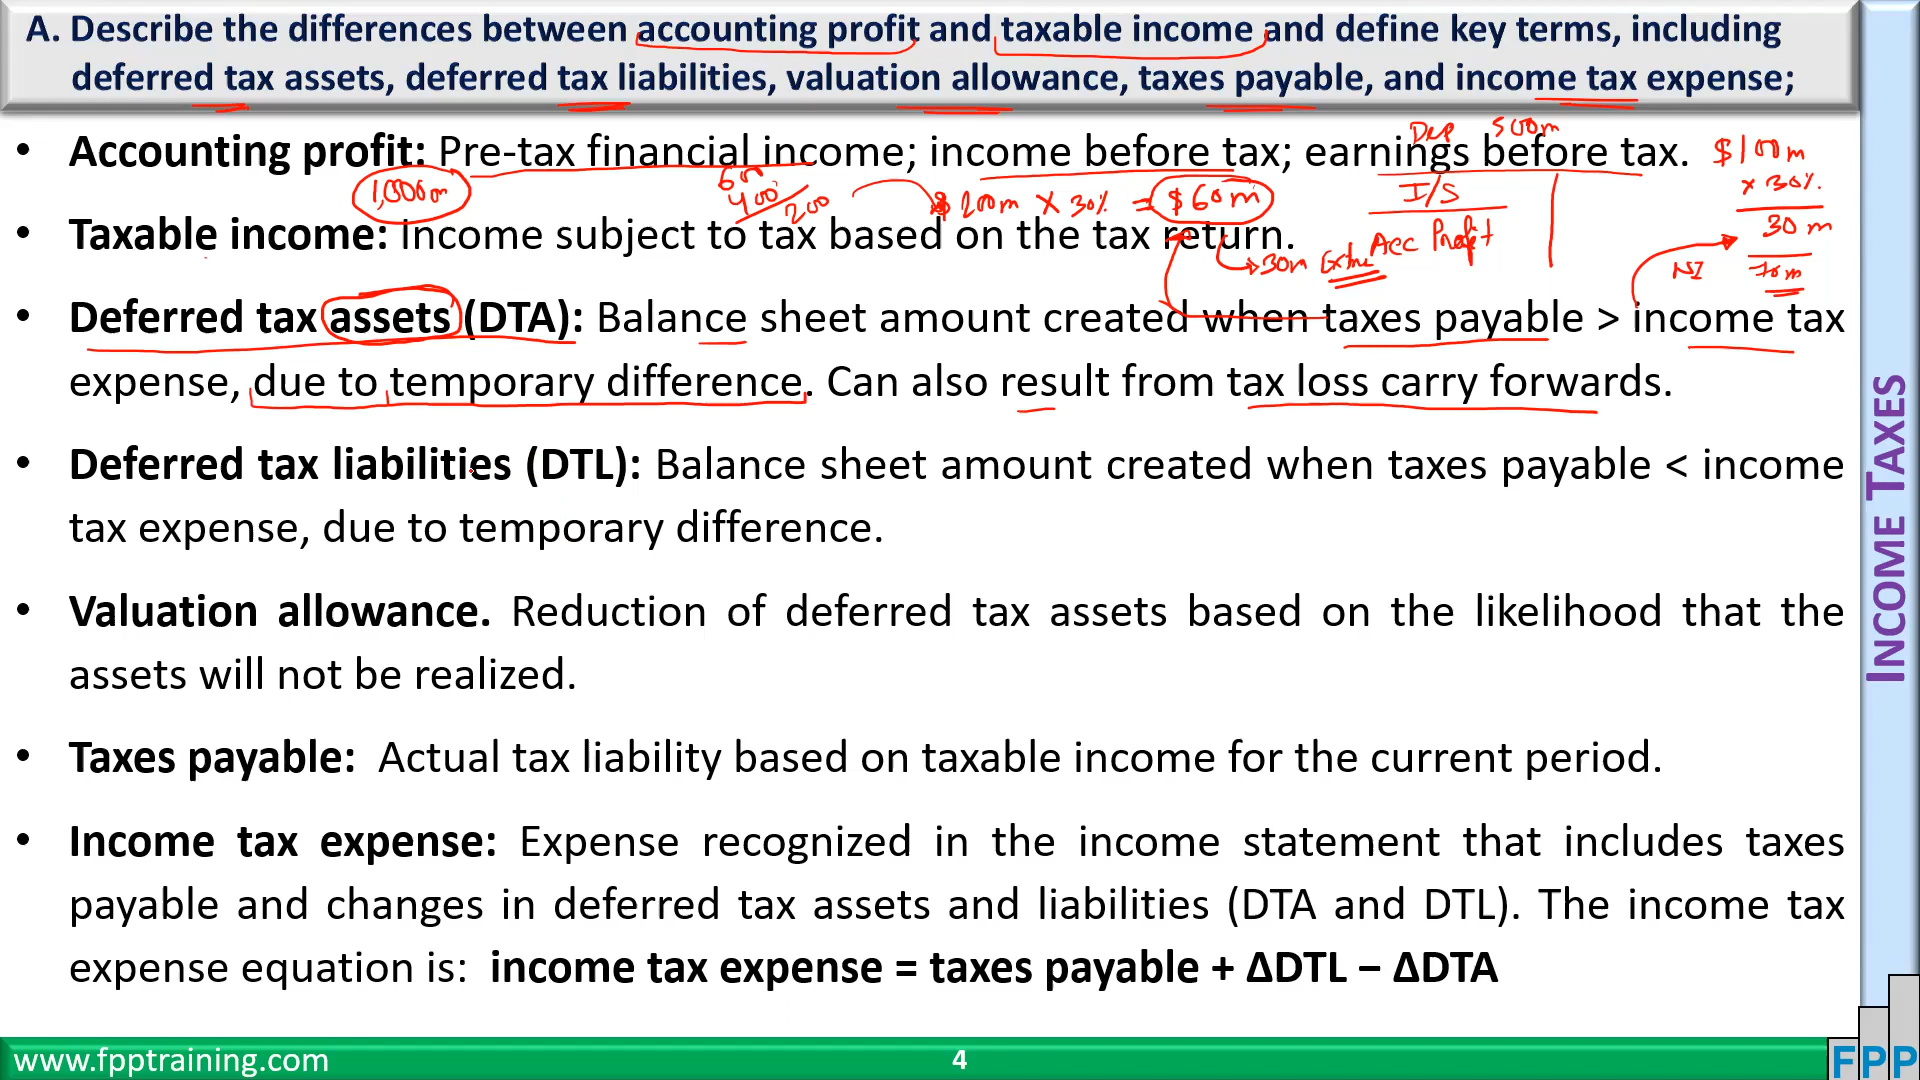 A. Describe the differences between accounting profit and taxable income and define key terms, including
deferred tax assets, deferred tax liabilities, valuation allowance, taxes payable, and income tax expense;
Dep 500m
• Accounting profit: Pre-tax financial income; income before tax; earnings before tax.
$100m
x 30%
30 m
NI 70m
1,000m
600
400
200
$200m x 30% = $60m
I/S
Acc Profit
• Taxable income: Income subject to tax based on the tax return.
30m Extra
• Deferred tax assets (DTA): Balance sheet amount created when taxes payable > income tax
expense, due to temporary difference. Can also result from tax loss carry forwards.
• Deferred tax liabilities (DTL): Balance sheet amount created when taxes payable < income
tax expense, due to temporary difference.
• Valuation allowance. Reduction of deferred tax assets based on the likelihood that the
assets will not be realized.
• Taxes payable: Actual tax liability based on taxable income for the current period.
• Income tax expense: Expense recognized in the income statement that includes taxes
payable and changes in deferred tax assets and liabilities (DTA and DTL). The income tax
expense equation is: income tax expense = taxes payable + ΔDTL – ΔDTA
INCOME TAXES
www.fpptraining.com
4
FPP